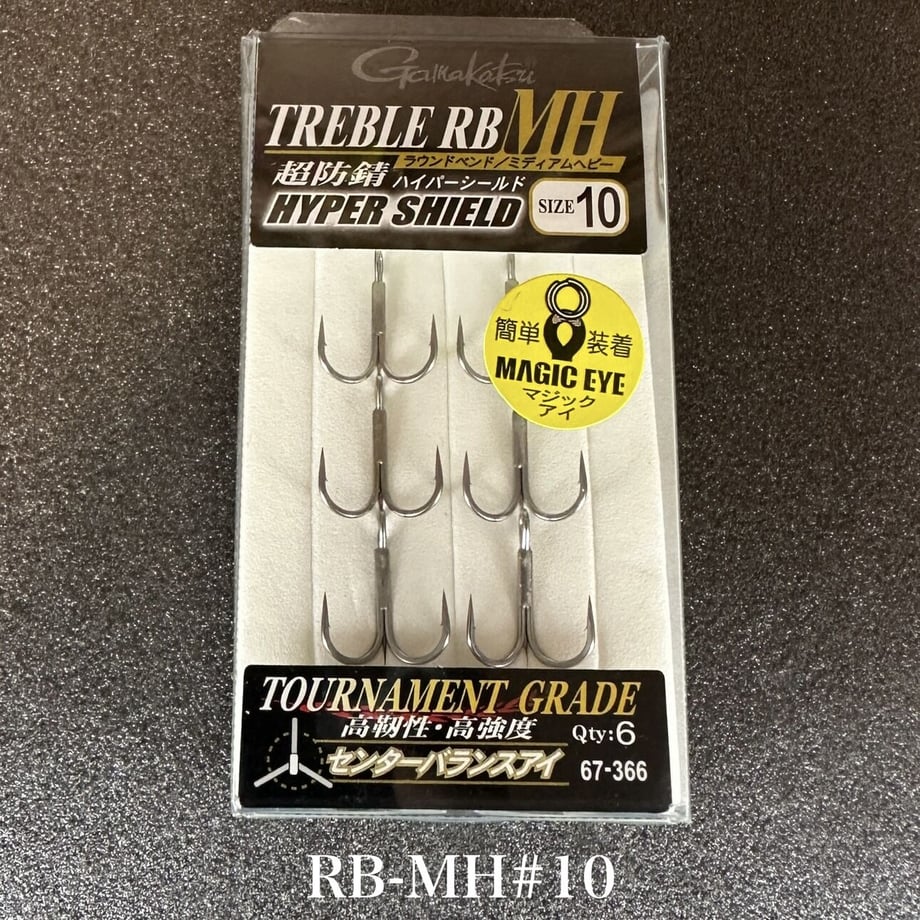 Gamakatsu
TREBLE RB MH
ラウンドベンド/ミディアムヘビー
超防錆 ハイパーシールド
HYPER SHIELD
SIZE 10
簡単 装着
MAGIC EYE
マジック
アイ
TOURNAMENT GRADE
高靭性・高強度
Qty:6
センターバランスアイ
67-366
RB-MH#10